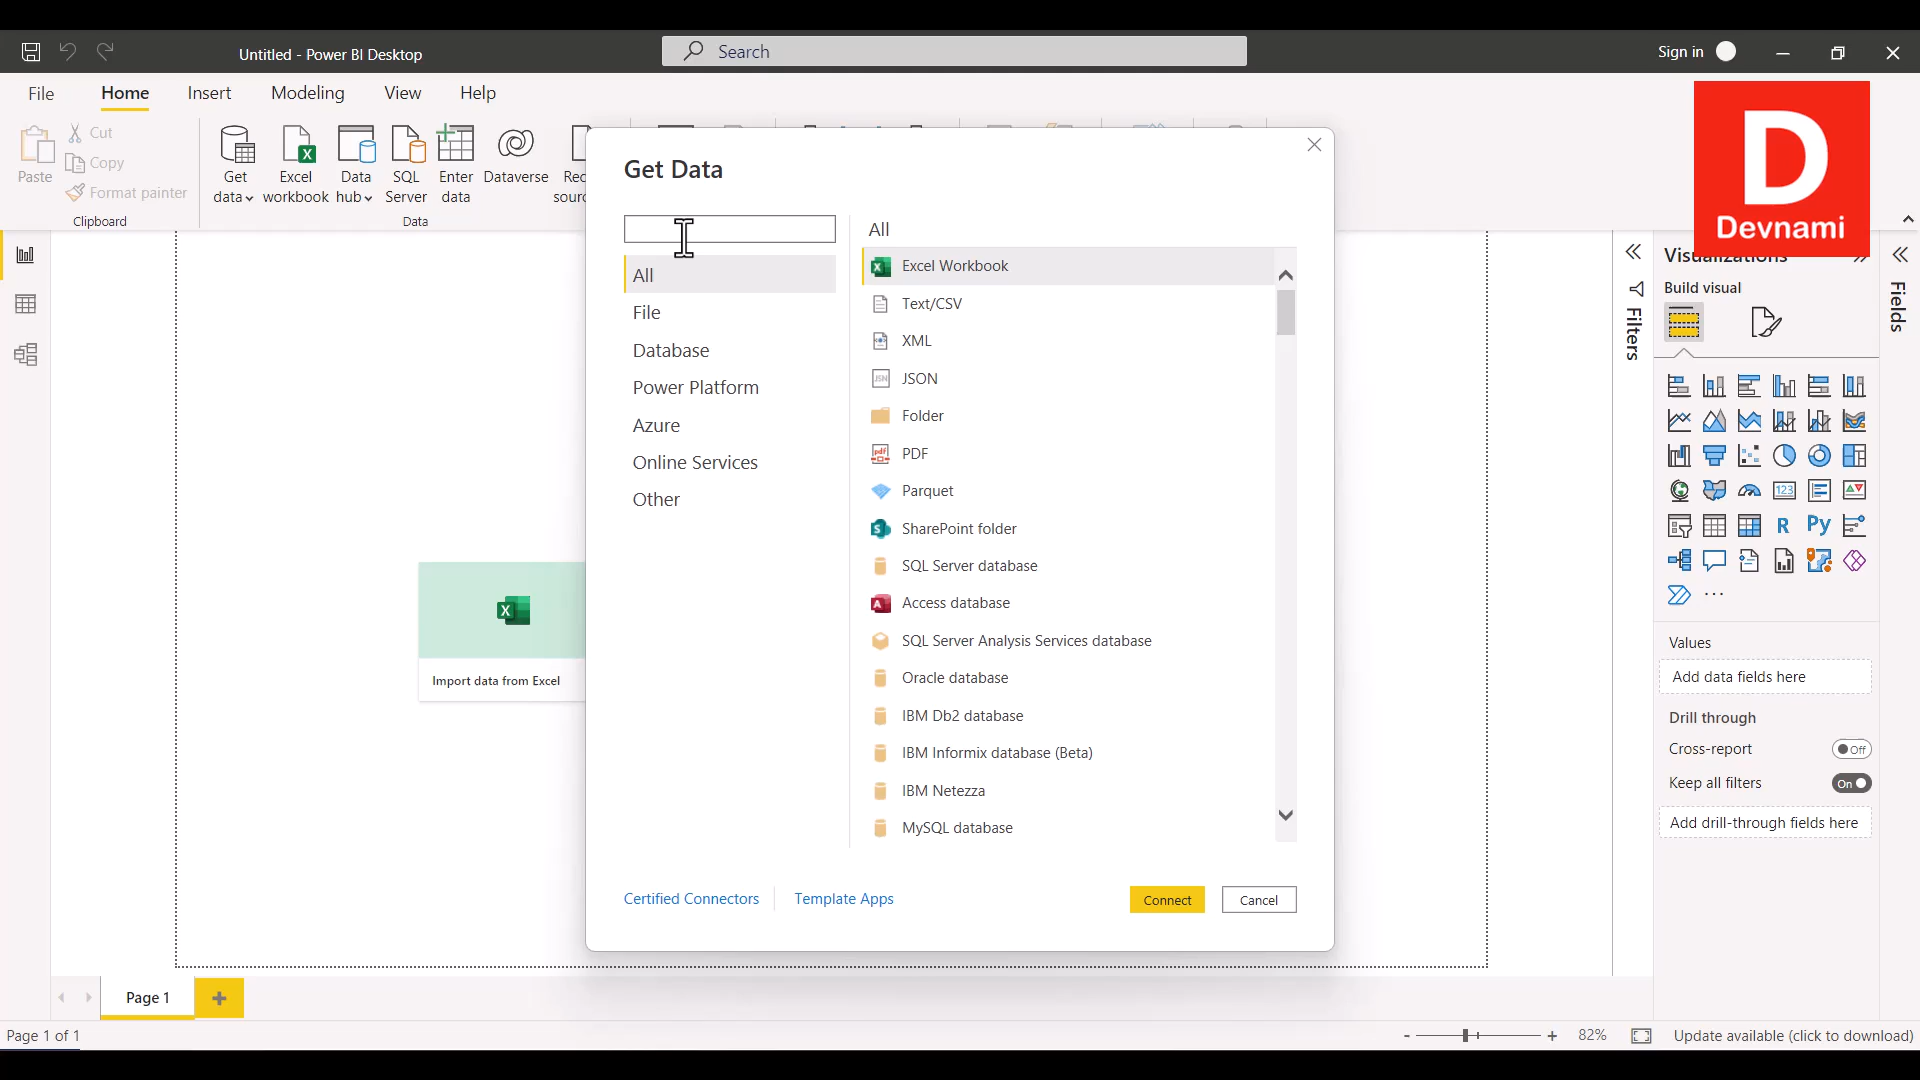 Untitled - Power BI Desktop
Search
Sign in
File
Home
Insert
Modeling
View
Help
Paste
Cut
Copy
Format painter
Clipboard
Get data
Excel workbook
Data hub
SQL Server
Enter data
Dataverse
Data
D
Devnami
Get Data
All
File
Database
Power Platform
Azure
Online Services
Other
All
Excel Workbook
Text/CSV
XML
JSON
Folder
PDF
Parquet
SharePoint folder
SQL Server database
Access database
SQL Server Analysis Services database
Oracle database
IBM Db2 database
IBM Informix database (Beta)
IBM Netezza
MySQL database
Certified Connectors
Template Apps
Connect
Cancel
Import data from Excel
Filters
Visualizations
Build visual
123
R
Py
Values
Add data fields here
Drill through
Cross-report
Off
Keep all filters
On
Add drill-through fields here
Fields
Page 1
Page 1 of 1
82%
Update available (click to download)